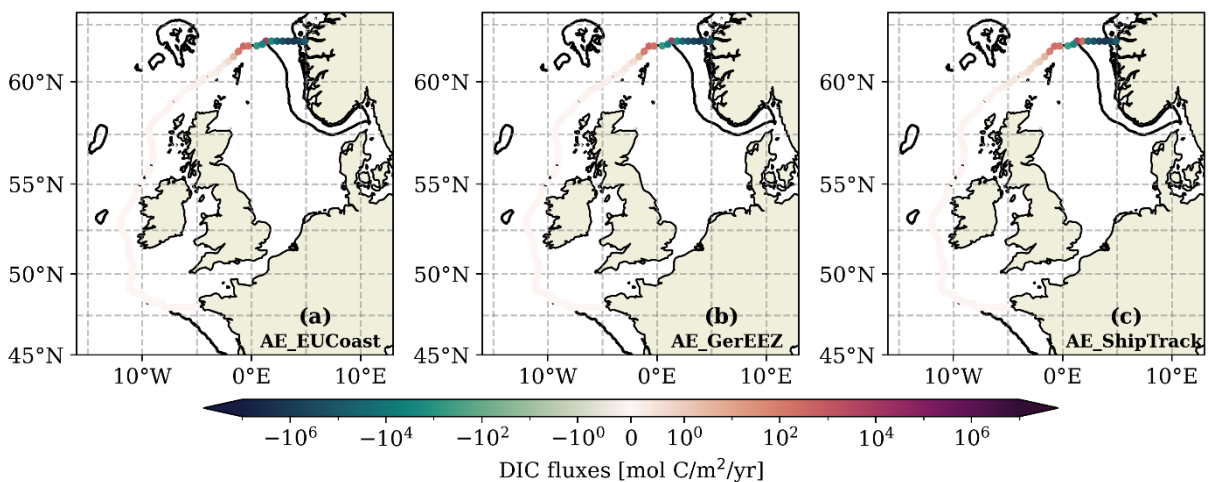 60°N
55°N
50°N
45°N
10°W 0°E 10°E
(a)
AE_EUCoast
60°N
55°N
50°N
45°N
10°W 0°E 10°E
(b)
AE_GerEEZ
60°N
55°N
50°N
45°N
10°W 0°E 10°E
(c)
AE_ShipTrack
−10⁶ −10⁴ −10² −10⁰ 0 10⁰ 10² 10⁴ 10⁶
DIC fluxes [mol C/m²/yr]